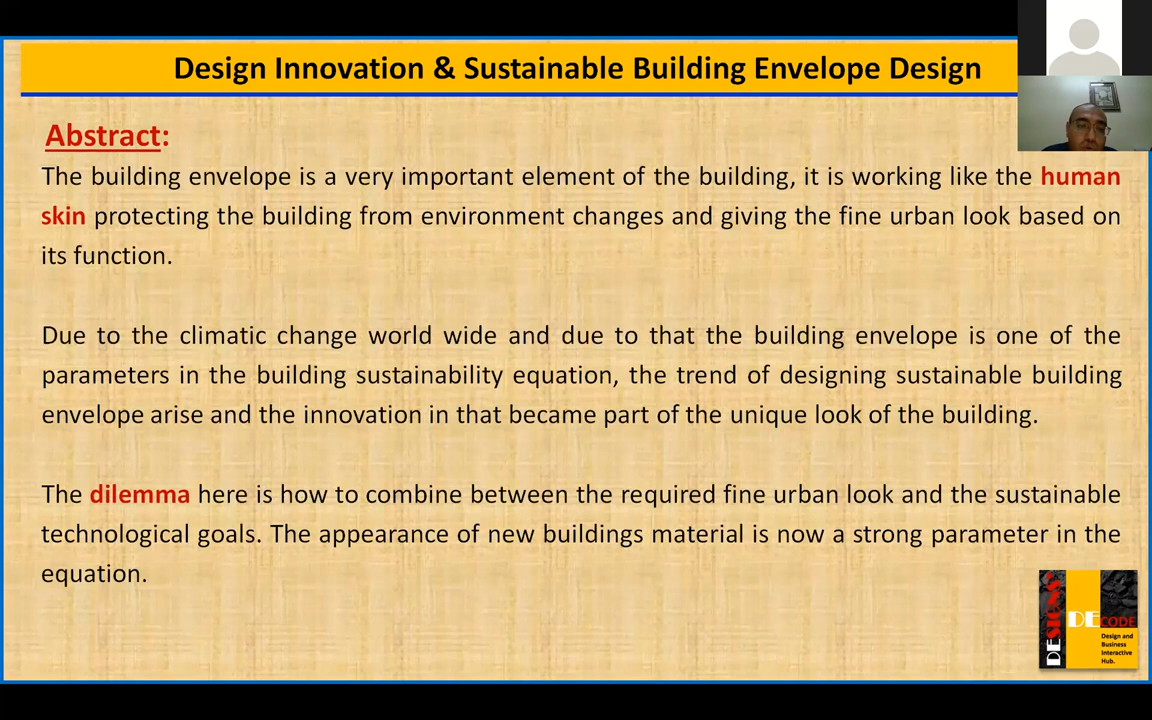 Design Innovation & Sustainable Building Envelope Design
Abstract:
The building envelope is a very important element of the building, it is working like the human
skin protecting the building from environment changes and giving the fine urban look based on
its function.
Due to the climatic change world wide and due to that the building envelope is one of the
parameters in the building sustainability equation, the trend of designing sustainable building
envelope arise and the innovation in that became part of the unique look of the building.
The dilemma here is how to combine between the required fine urban look and the sustainable
technological goals. The appearance of new buildings material is now a strong parameter in the
equation.
DESIGNS
DECODE
Design and
Business
Interactive
Hub.